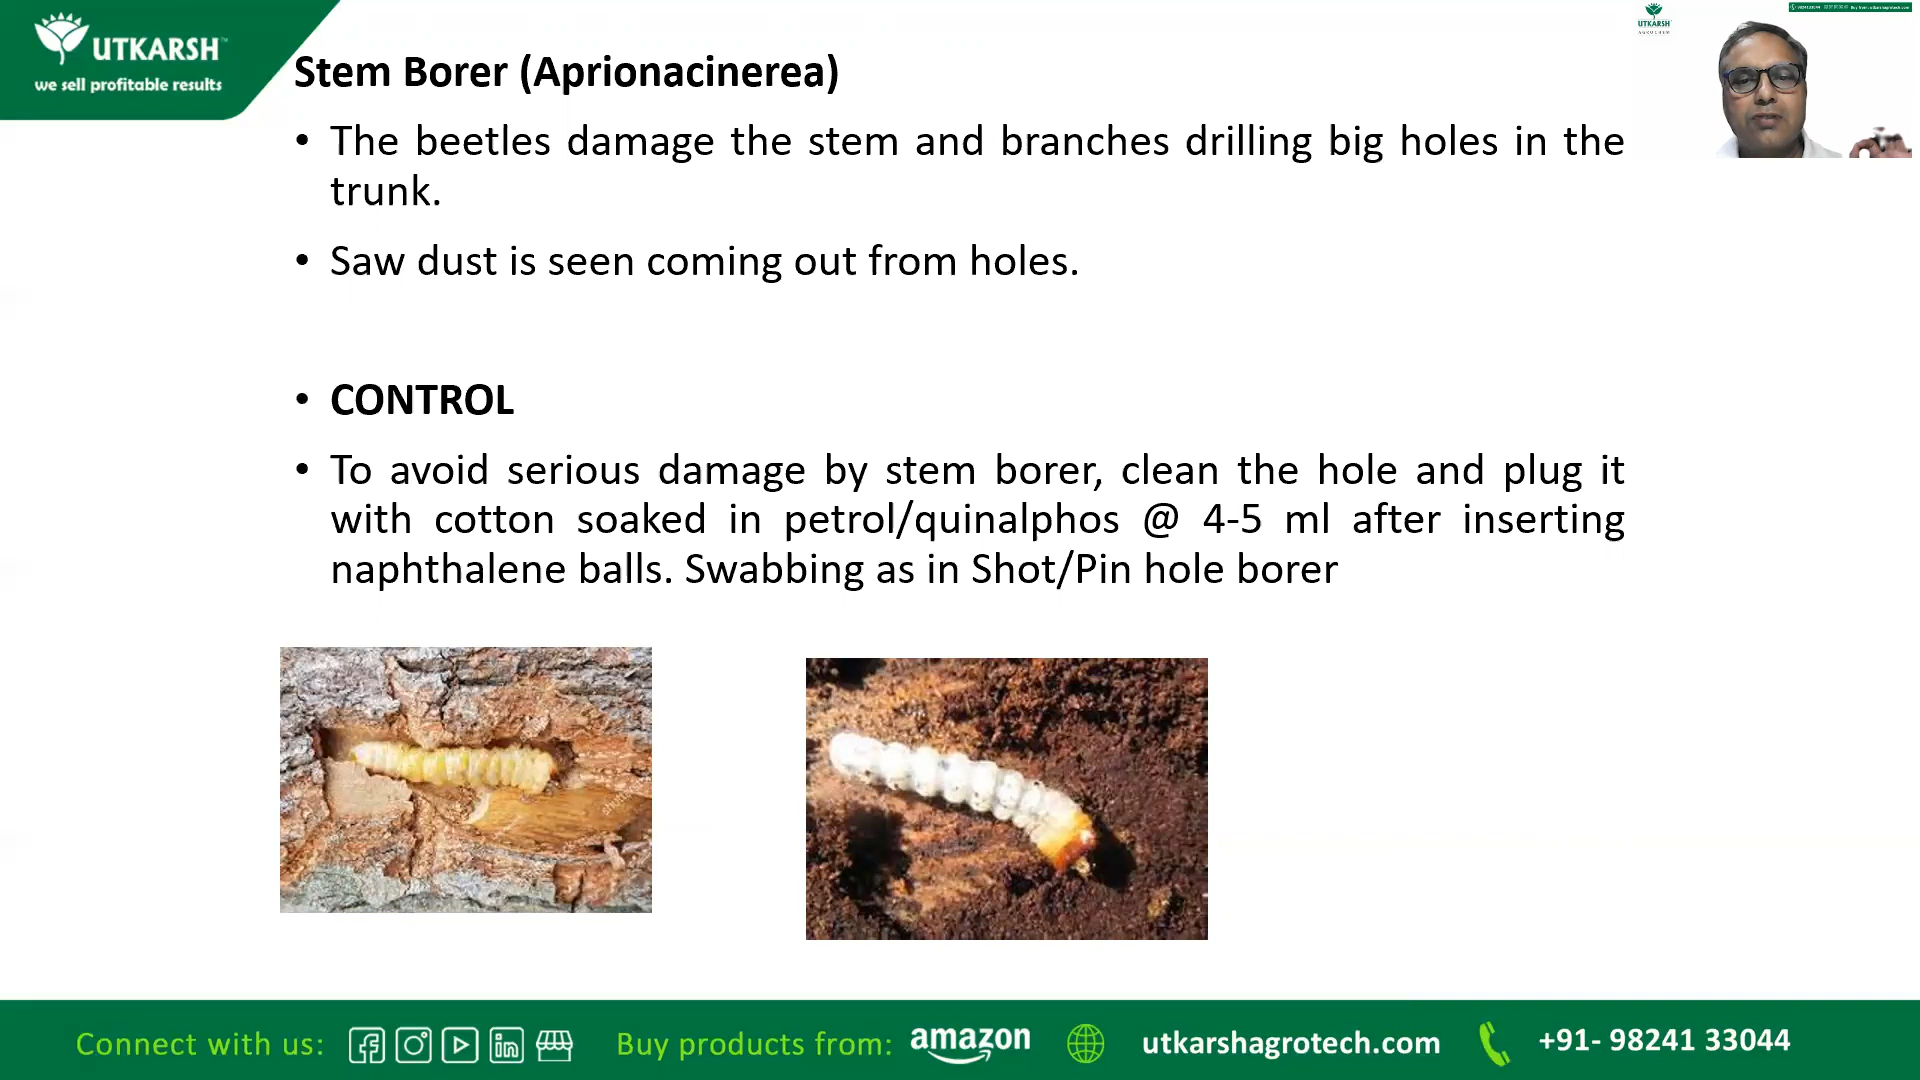 UTKARSH™
we sell profitable results
Stem Borer (Aprionacinerea)
• The beetles damage the stem and branches drilling big holes in the
trunk.
• Saw dust is seen coming out from holes.
• CONTROL
• To avoid serious damage by stem borer, clean the hole and plug it
with cotton soaked in petrol/quinalphos @ 4-5 ml after inserting
naphthalene balls. Swabbing as in Shot/Pin hole borer
UTKARSH
AGROCHEM
Connect with us:
Buy products from: amazon
utkarshagrotech.com
+91- 98241 33044